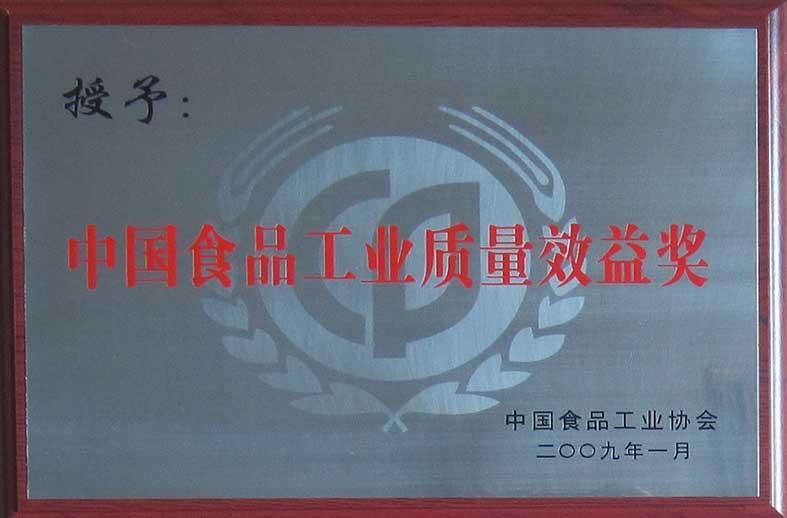 授予：
中国食品工业质量效益奖
中国食品工业协会
二〇〇九年一月